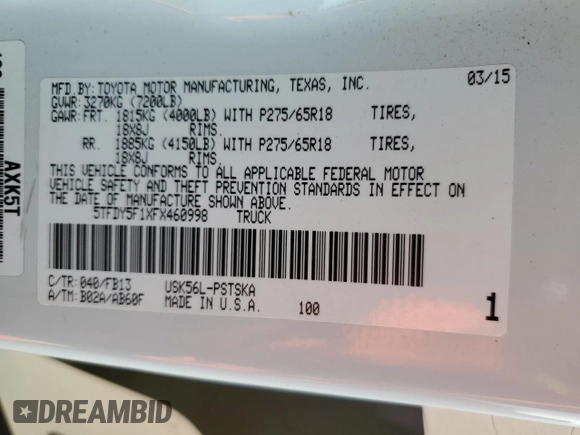 MFD.BY:TOYOTA MOTOR MANUFACTURING, TEXAS, INC. 03/15
GVWR:3270KG (7200LB)
GAWR:FRT. 1815KG (4000LB) WITH P275/65R18 TIRES,
18X8J RIMS.
RR. 1885KG (4150LB) WITH P275/65R18 TIRES,
18X8J RIMS.
THIS VEHICLE CONFORMS TO ALL APPLICABLE FEDERAL MOTOR
VEHICLE SAFETY AND THEFT PREVENTION STANDARDS IN EFFECT ON
THE DATE OF MANUFACTURE SHOWN ABOVE.
5TFDY5F1XFX460998 TRUCK
C/TR:040/FB13 USK56L-PSTSKA
A/TM:B02A/AB60F MADE IN U.S.A. 100 1
AXK5T
DREAMBID